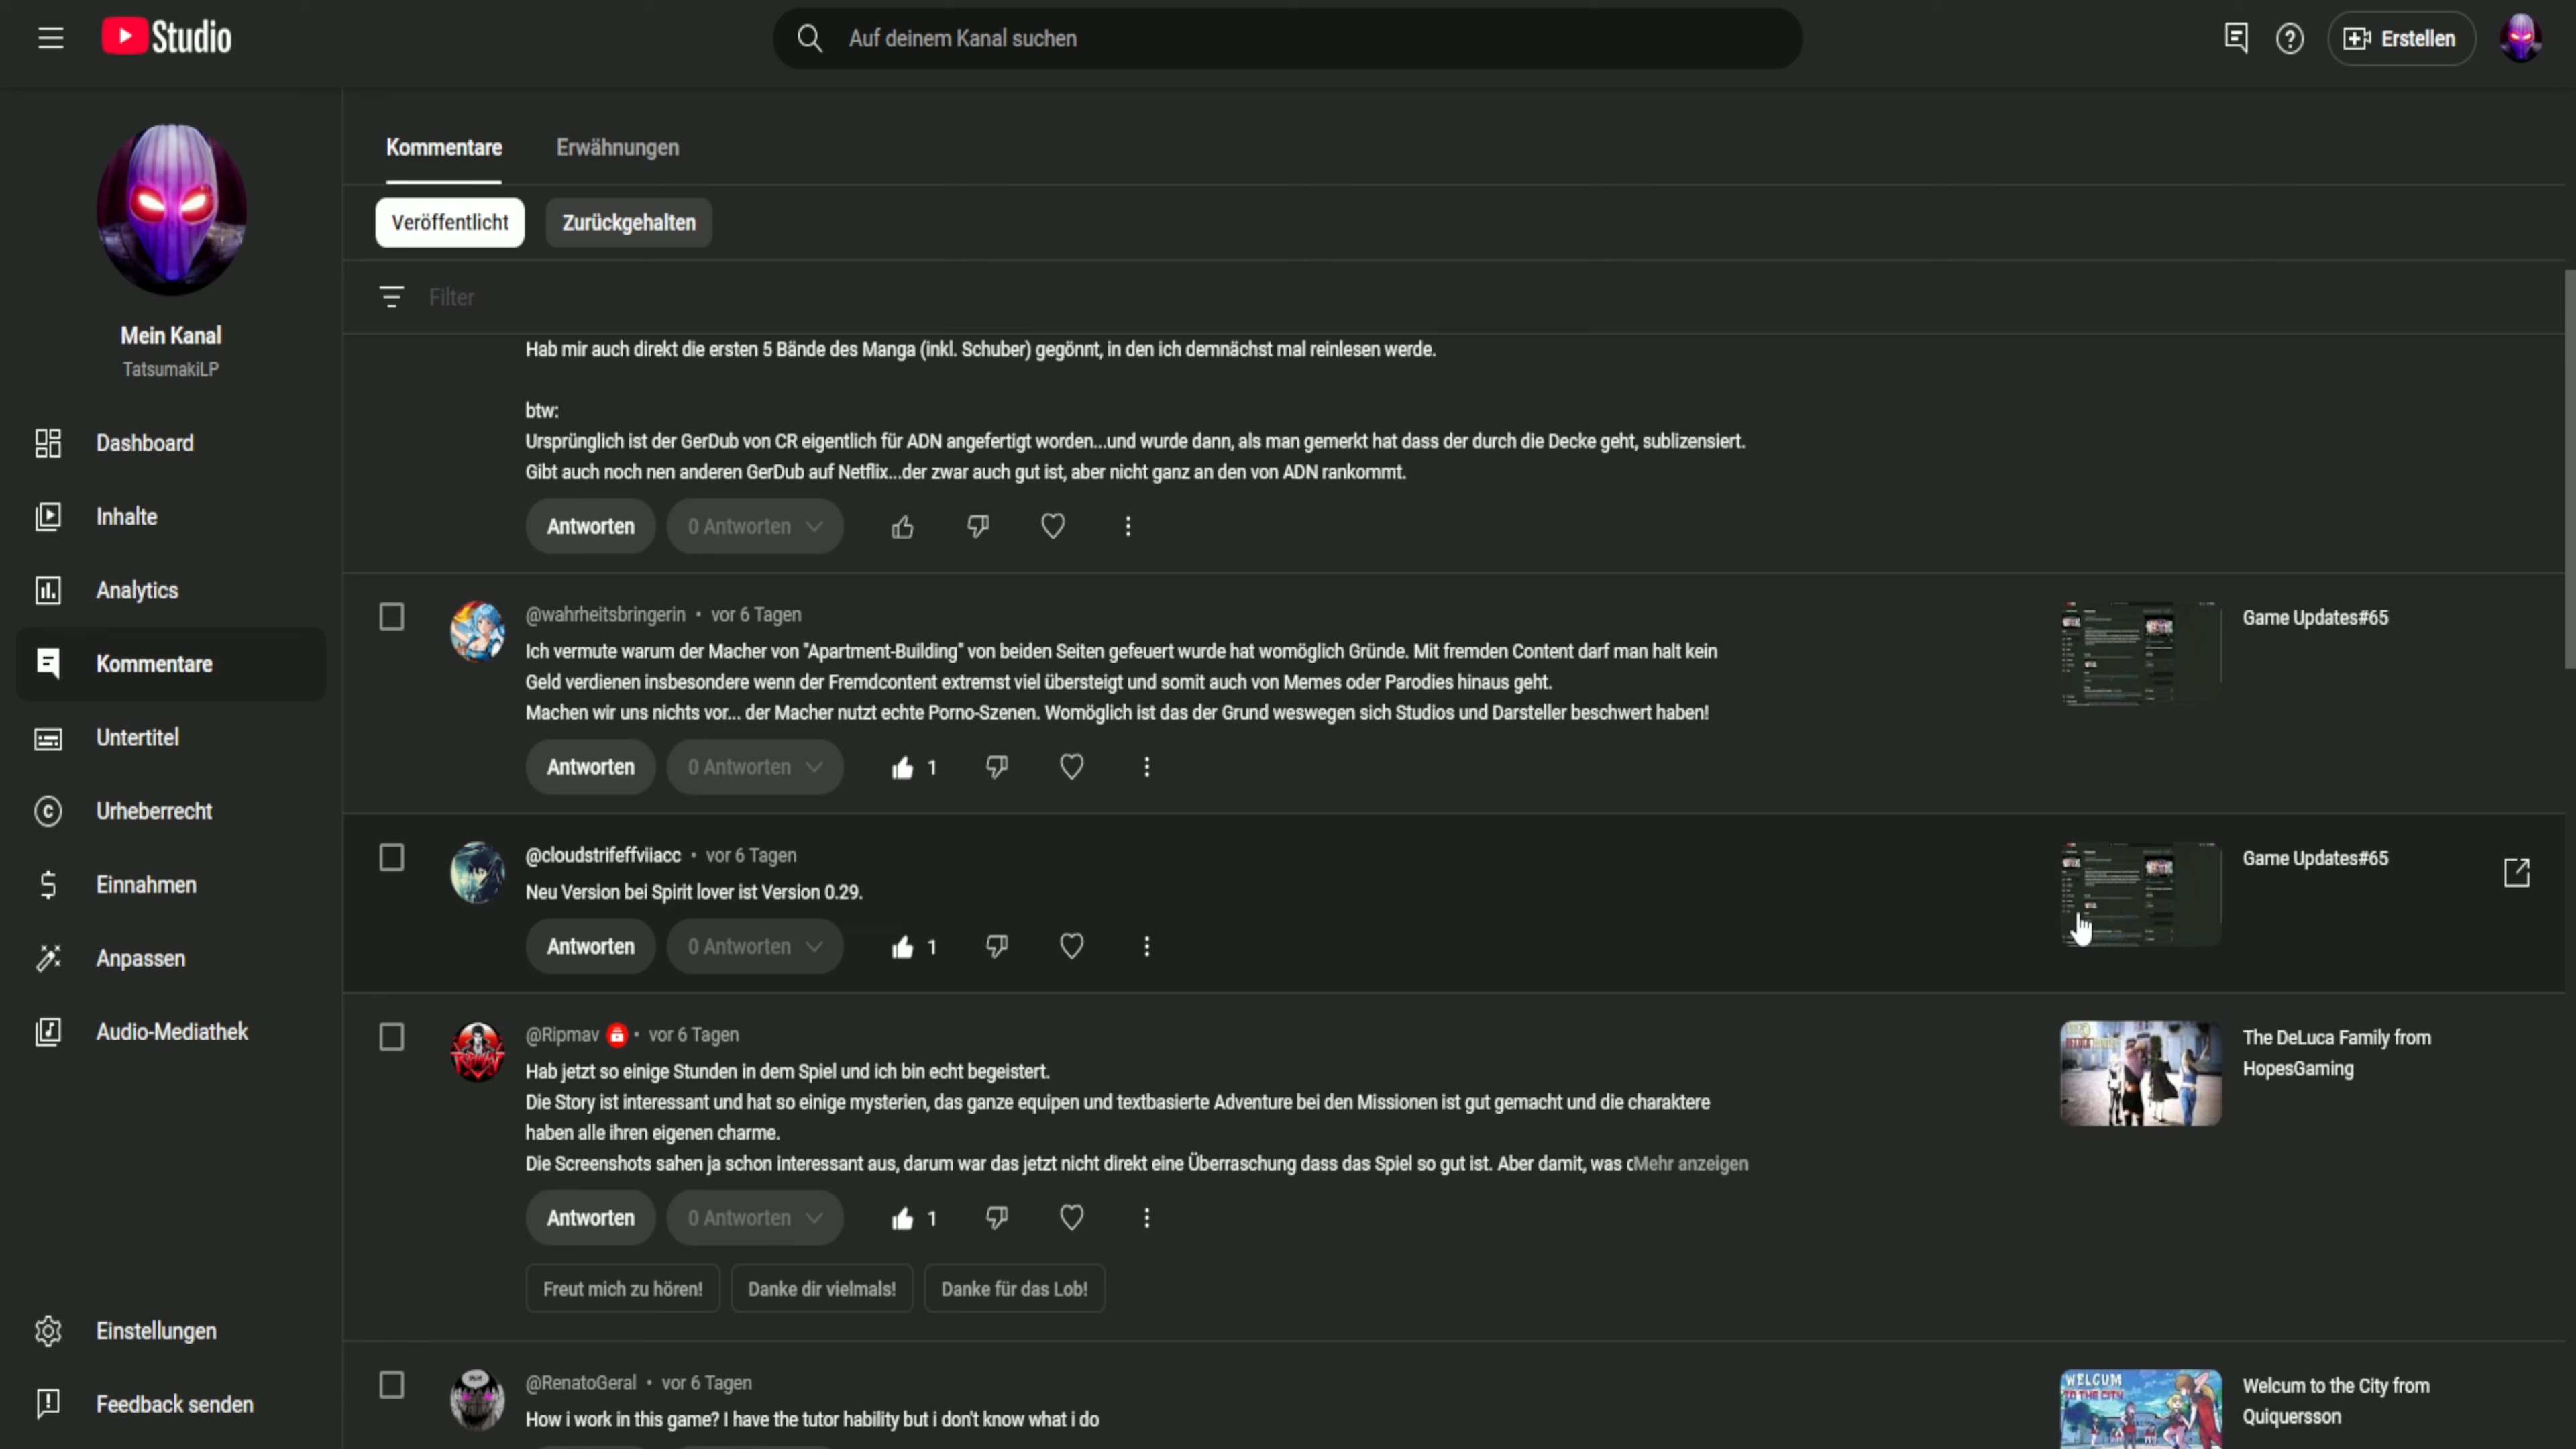 Studio
Auf deinem Kanal suchen
Erstellen
Mein Kanal
TatsumakiLP
Dashboard
Inhalte
Analytics
Kommentare
Untertitel
Urheberrecht
Einnahmen
Anpassen
Audio-Mediathek
Einstellungen
Feedback senden
Kommentare
Erwähnungen
Veröffentlicht
Zurückgehalten
Filter
Hab mir auch direkt die ersten 5 Bände des Manga (inkl. Schuber) gegönnt, in den ich demnächst mal reinlesen werde.
btw:
Ursprünglich ist der GerDub von CR eigentlich für ADN angefertigt worden...und wurde dann, als man gemerkt hat dass der durch die Decke geht, sublizensiert.
Gibt auch noch nen anderen GerDub auf Netflix...der zwar auch gut ist, aber nicht ganz an den von ADN rankommt.
Antworten 0 Antworten
@wahrheitsbringerin • vor 6 Tagen
Ich vermute warum der Macher von "Apartment-Building" von beiden Seiten gefeuert wurde hat womöglich Gründe. Mit fremden Content darf man halt kein
Geld verdienen insbesondere wenn der Fremdcontent extremst viel übersteigt und somit auch von Memes oder Parodies hinaus geht.
Machen wir uns nichts vor... der Macher nutzt echte Porno-Szenen. Womöglich ist das der Grund weswegen sich Studios und Darsteller beschwert haben!
Antworten 0 Antworten 1
Game Updates#65
@cloudstrifeffviiacc • vor 6 Tagen
Neu Version bei Spirit lover ist Version 0.29.
Antworten 0 Antworten 1
Game Updates#65
@Ripmav • vor 6 Tagen
Hab jetzt so einige Stunden in dem Spiel und ich bin echt begeistert.
Die Story ist interessant und hat so einige mysterien, das ganze equipen und textbasierte Adventure bei den Missionen ist gut gemacht und die charaktere
haben alle ihren eigenen charme.
Die Screenshots sahen ja schon interessant aus, darum war das jetzt nicht direkt eine Überraschung dass das Spiel so gut ist. Aber damit, was Mehr anzeigen
Antworten 0 Antworten 1
Freut mich zu hören! Danke dir vielmals! Danke für das Lob!
The DeLuca Family from
HopesGaming
@RenatoGeral • vor 6 Tagen
How i work in this game? I have the tutor hability but i don't know what i do
WELCUM
TO THE CITY
Welcum to the City from
Quiquersson